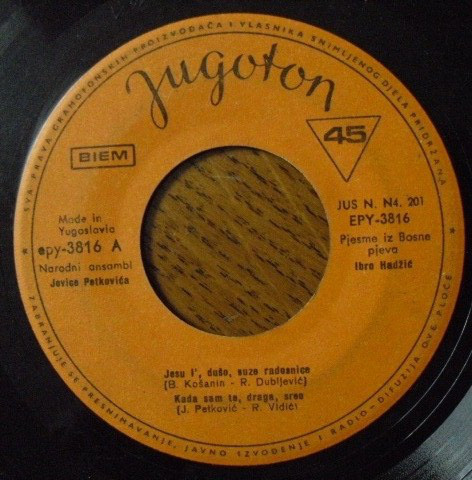 SVA PRAVA GRAMOFONSKIH PROIZVOĐAČA I VLASNIKA SNIMLJENOG DJELA PRIDRŽANA
Jugoton
BIEM
45
JUS N. N4. 201
EPY-3816
Made in
Yugoslavia
epy-3816 A
Pjesme iz Bosne
pjeva
Ibro Hadžić
Narodni ansambl
Jovice Petkovića
Jesu l', dušo, suze radosnice
(B. Košanin - R. Dubljević)
Kada sam te, draga, sreo
(J. Petković - R. Vidić)
ZABRANJUJE SE PRESNIMAVANJE, JAVNO IZVOĐENJE I RADIO-DIFUZIJA OVE PLOČE